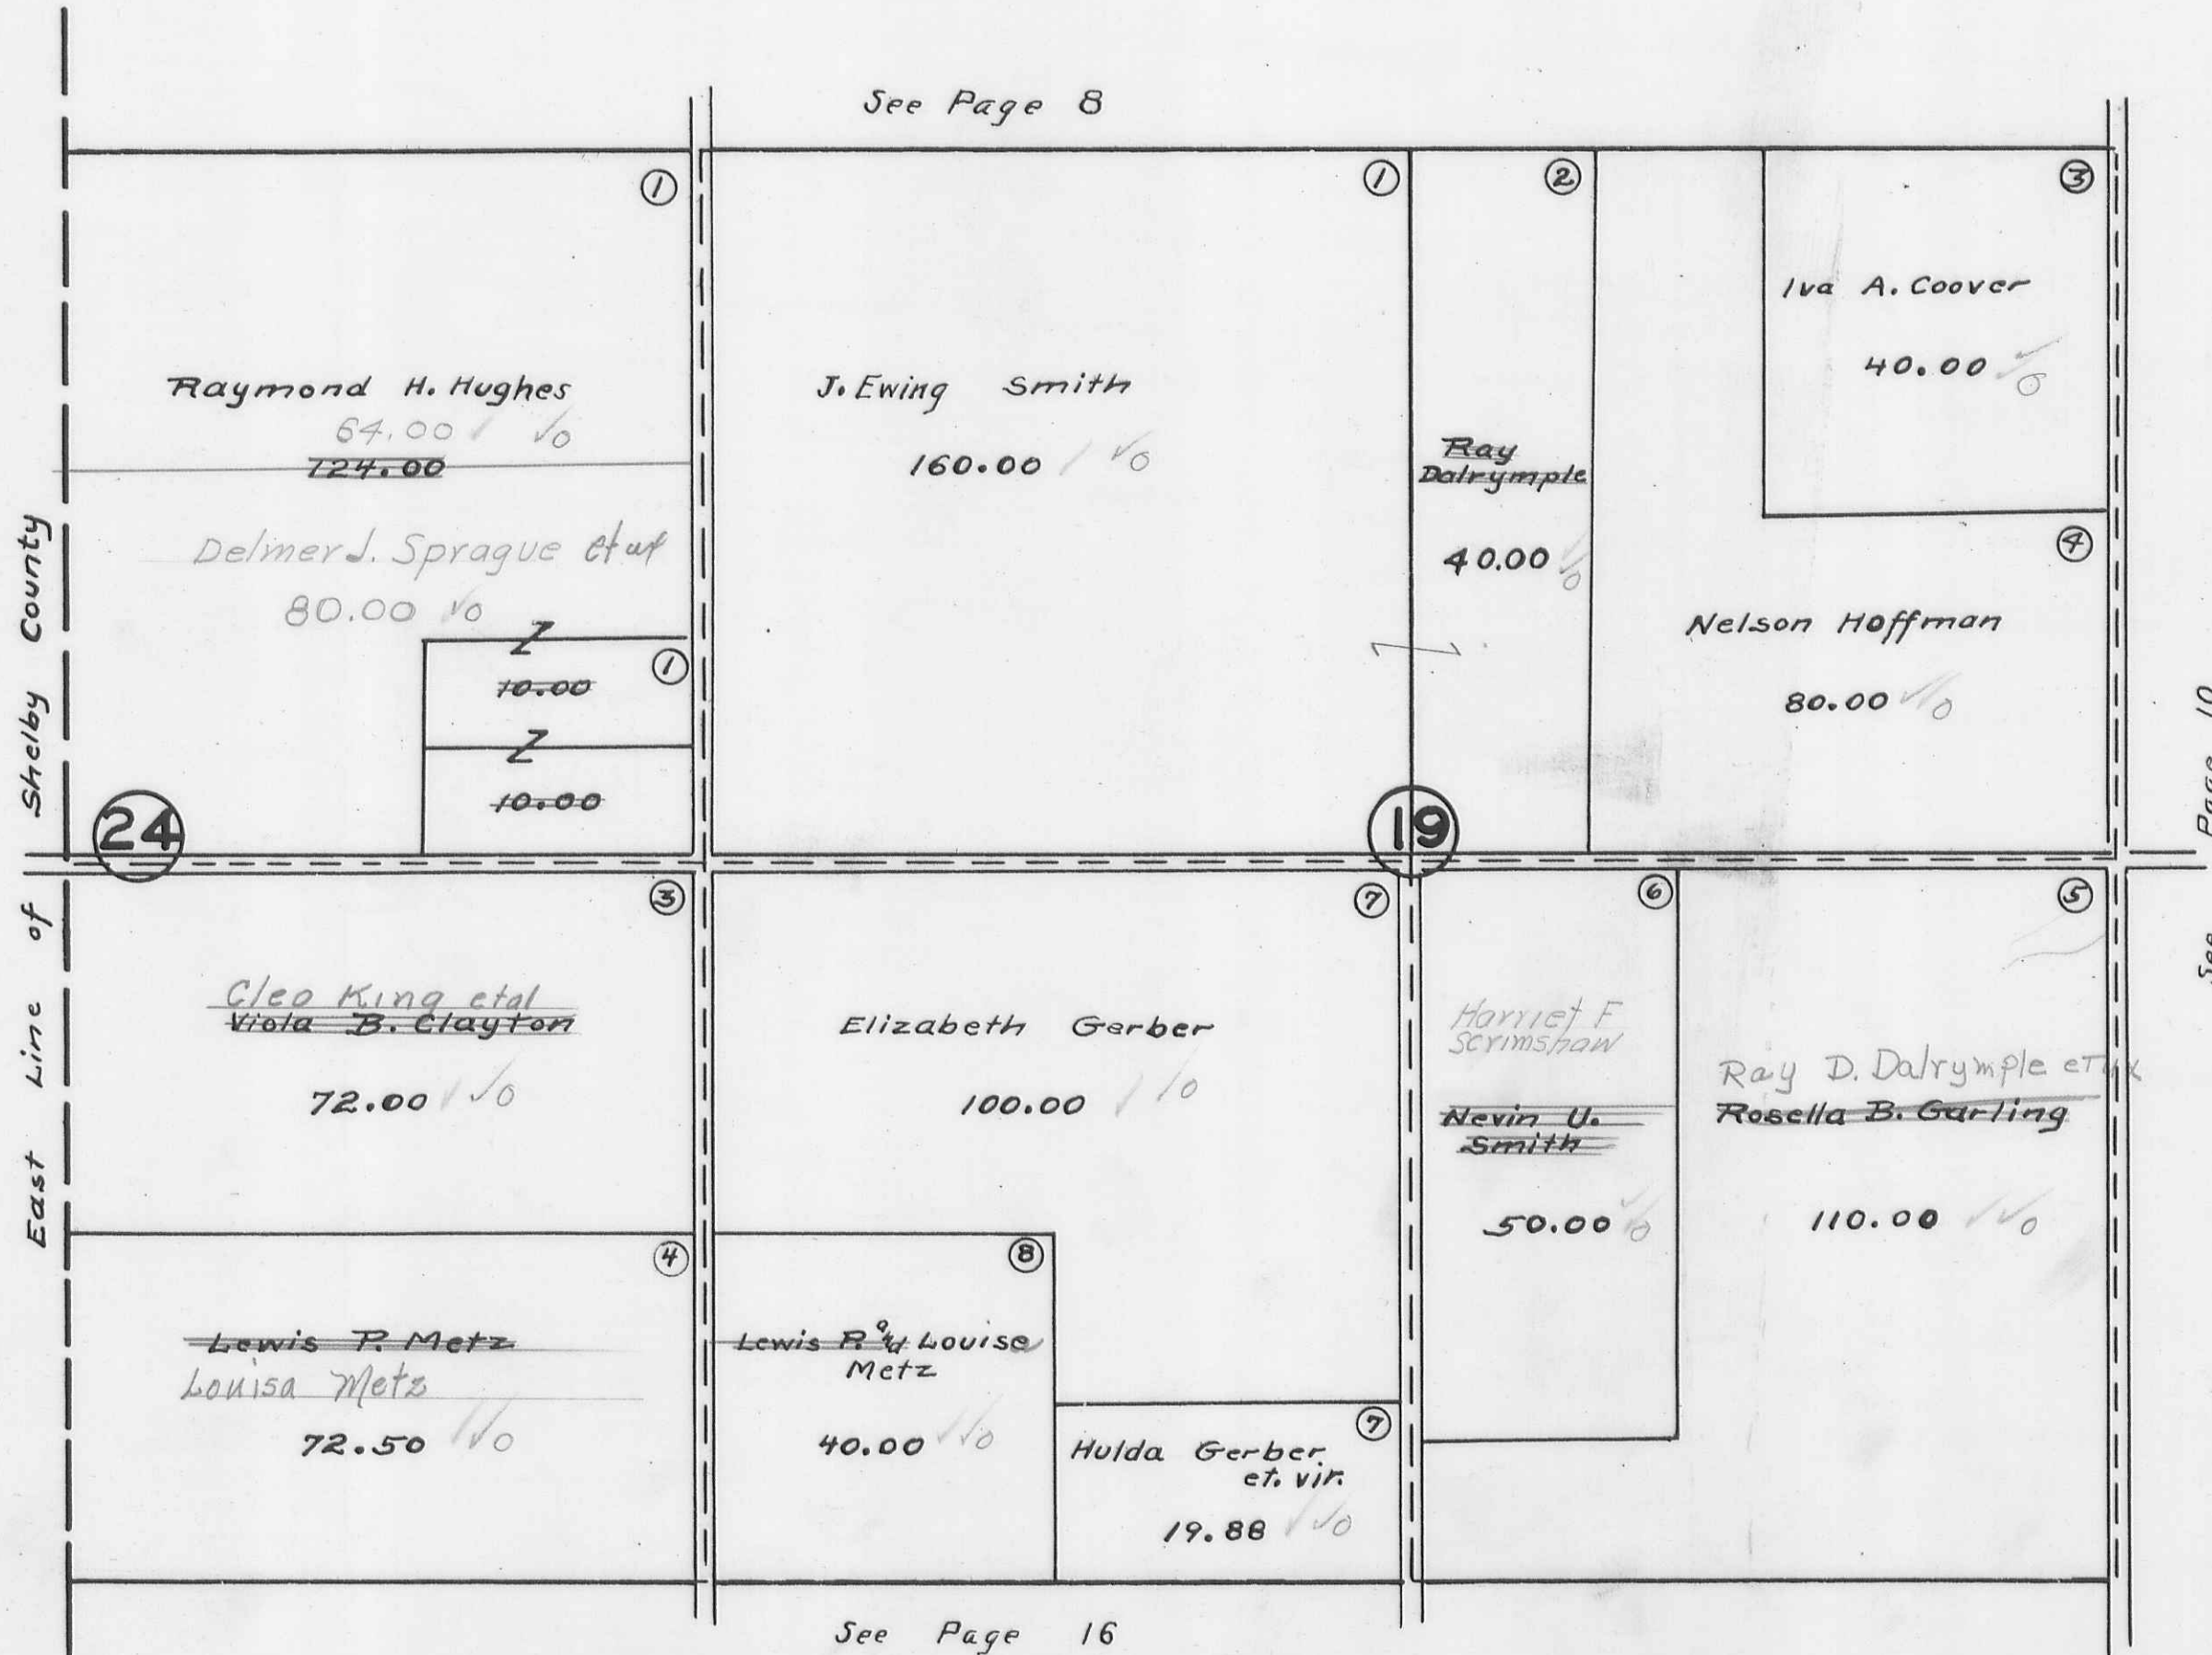 See Page 8
1
Raymond H. Hughes
64.00 ✓ ✓o
124.00
Delmer J. Sprague et ux
80.00 ✓o
Z
1
10.00
Z
10.00
24
1
J. Ewing Smith
160.00 ✓ ✓o
2
Ray
Dalrymple
40.00 ✓o
3
Iva A. Coover
40.00 ✓o
4
Nelson Hoffman
80.00 ✓✓o
Z
19
East Line of Shelby County
See Page 10
3
Cleo King etal
Viola B. Clayton
72.00 ✓ ✓o
4
Lewis P. Metz
Louisa Metz
72.50 ✓✓o
7
Elizabeth Gerber
100.00 ✓ ✓o
8
Lewis P. and Louise
Metz
40.00 ✓✓o
7
Hulda Gerber
et. vir.
19.88 ✓ ✓o
6
Harriet F
Scrimshaw
Nevin U.
Smith
50.00 ✓o
5
Ray D. Dalrymple et ux
Rosella B. Garling
110.00 ✓ ✓o
See Page 16